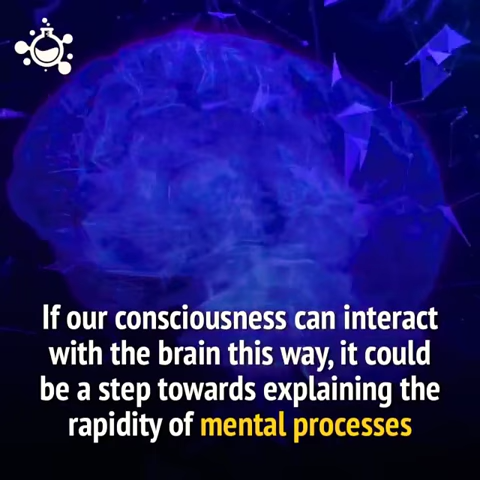 If our consciousness can interact
with the brain this way, it could
be a step towards explaining the
rapidity of mental processes